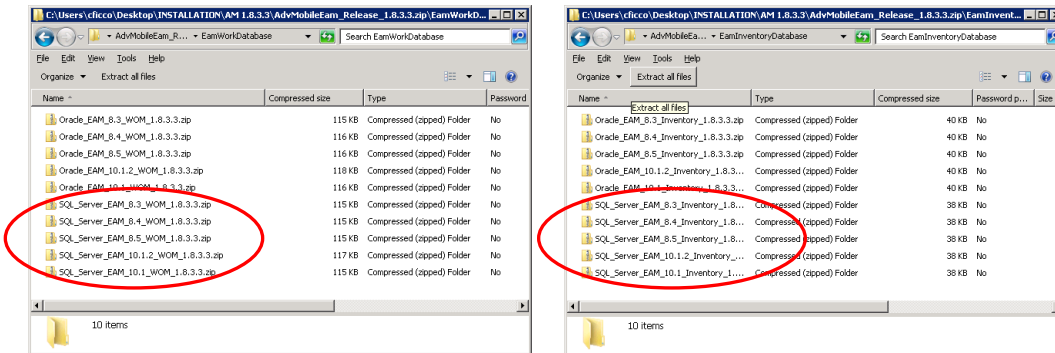 C:\Users\cficco\Desktop\INSTALLATION\AM 1.8.3.3\AdvMobileEam_Release_1.8.3.3.zip\EamWorkD...
AdvMobileEam_R... EamWorkDatabase Search EamWorkDatabase
File Edit View Tools Help
Organize Extract all files
Name Compressed size Type Password
Oracle_EAM_8.3_WOM_1.8.3.3.zip 115 KB Compressed (zipped) Folder No
Oracle_EAM_8.4_WOM_1.8.3.3.zip 116 KB Compressed (zipped) Folder No
Oracle_EAM_8.5_WOM_1.8.3.3.zip 116 KB Compressed (zipped) Folder No
Oracle_EAM_10.1.2_WOM_1.8.3.3.zip 118 KB Compressed (zipped) Folder No
Oracle_EAM_10.1_WOM_1.8.3.3.zip 116 KB Compressed (zipped) Folder No
SQL_Server_EAM_8.3_WOM_1.8.3.3.zip 115 KB Compressed (zipped) Folder No
SQL_Server_EAM_8.4_WOM_1.8.3.3.zip 115 KB Compressed (zipped) Folder No
SQL_Server_EAM_8.5_WOM_1.8.3.3.zip 115 KB Compressed (zipped) Folder No
SQL_Server_EAM_10.1.2_WOM_1.8.3.3.zip 117 KB Compressed (zipped) Folder No
SQL_Server_EAM_10.1_WOM_1.8.3.3.zip 115 KB Compressed (zipped) Folder No
10 items
C:\Users\cficco\Desktop\INSTALLATION\AM 1.8.3.3\AdvMobileEam_Release_1.8.3.3.zip\EamInvent...
AdvMobileEa... EamInventoryDatabase Search EamInventoryDatabase
File Edit View Tools Help
Organize Extract all files
Name Type Compressed size Password p... Size
Extract all files
Oracle_EAM_8.3_Inventory_1.8.3.3.zip Compressed (zipped) Folder 40 KB No
Oracle_EAM_8.4_Inventory_1.8.3.3.zip Compressed (zipped) Folder 40 KB No
Oracle_EAM_8.5_Inventory_1.8.3.3.zip Compressed (zipped) Folder 40 KB No
Oracle_EAM_10.1.2_Inventory_1.8.3... Compressed (zipped) Folder 40 KB No
Oracle_EAM_10.1_Inventory_1.8.3.3... Compressed (zipped) Folder 40 KB No
SQL_Server_EAM_8.3_Inventory_1.8... Compressed (zipped) Folder 38 KB No
SQL_Server_EAM_8.4_Inventory_1.8... Compressed (zipped) Folder 38 KB No
SQL_Server_EAM_8.5_Inventory_1.8... Compressed (zipped) Folder 38 KB No
SQL_Server_EAM_10.1.2_Inventory_... Compressed (zipped) Folder 38 KB No
SQL_Server_EAM_10.1_Inventory_1.... Compressed (zipped) Folder 38 KB No
10 items